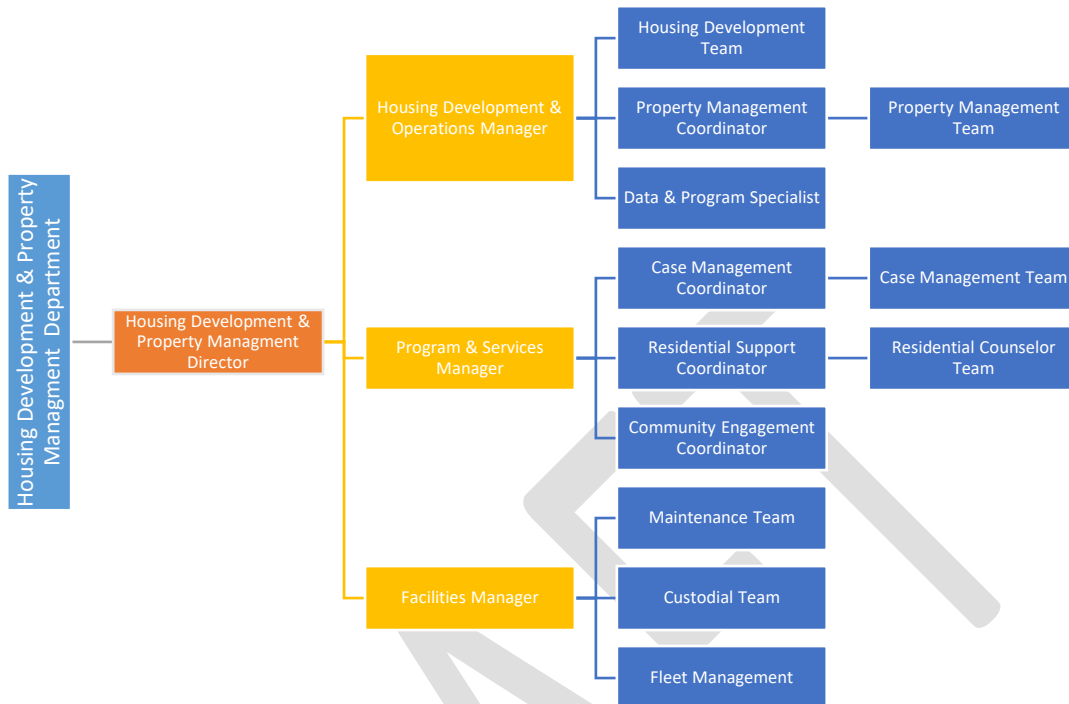 Housing Development & Property
Managment Department
Housing Development &
Property Managment
Director
Housing Development &
Operations Manager
Housing Development
Team
Property Management
Coordinator
Property Management
Team
Data & Program Specialist
Program & Services
Manager
Case Management
Coordinator
Case Management Team
Residential Support
Coordinator
Residential Counselor
Team
Community Engagement
Coordinator
Facilities Manager
Maintenance Team
Custodial Team
Fleet Management